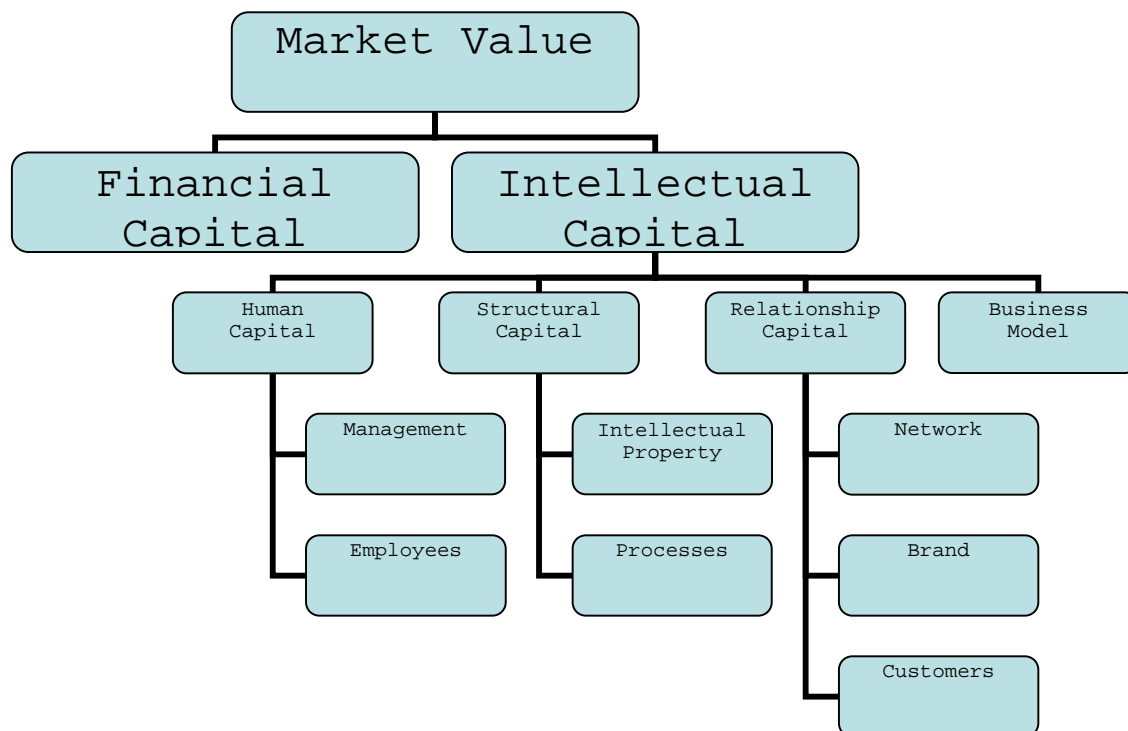 Market Value
Financial
Capital
Intellectual
Capital
Human
Capital
Structural
Capital
Relationship
Capital
Business
Model
Management
Intellectual
Property
Network
Employees
Processes
Brand
Customers